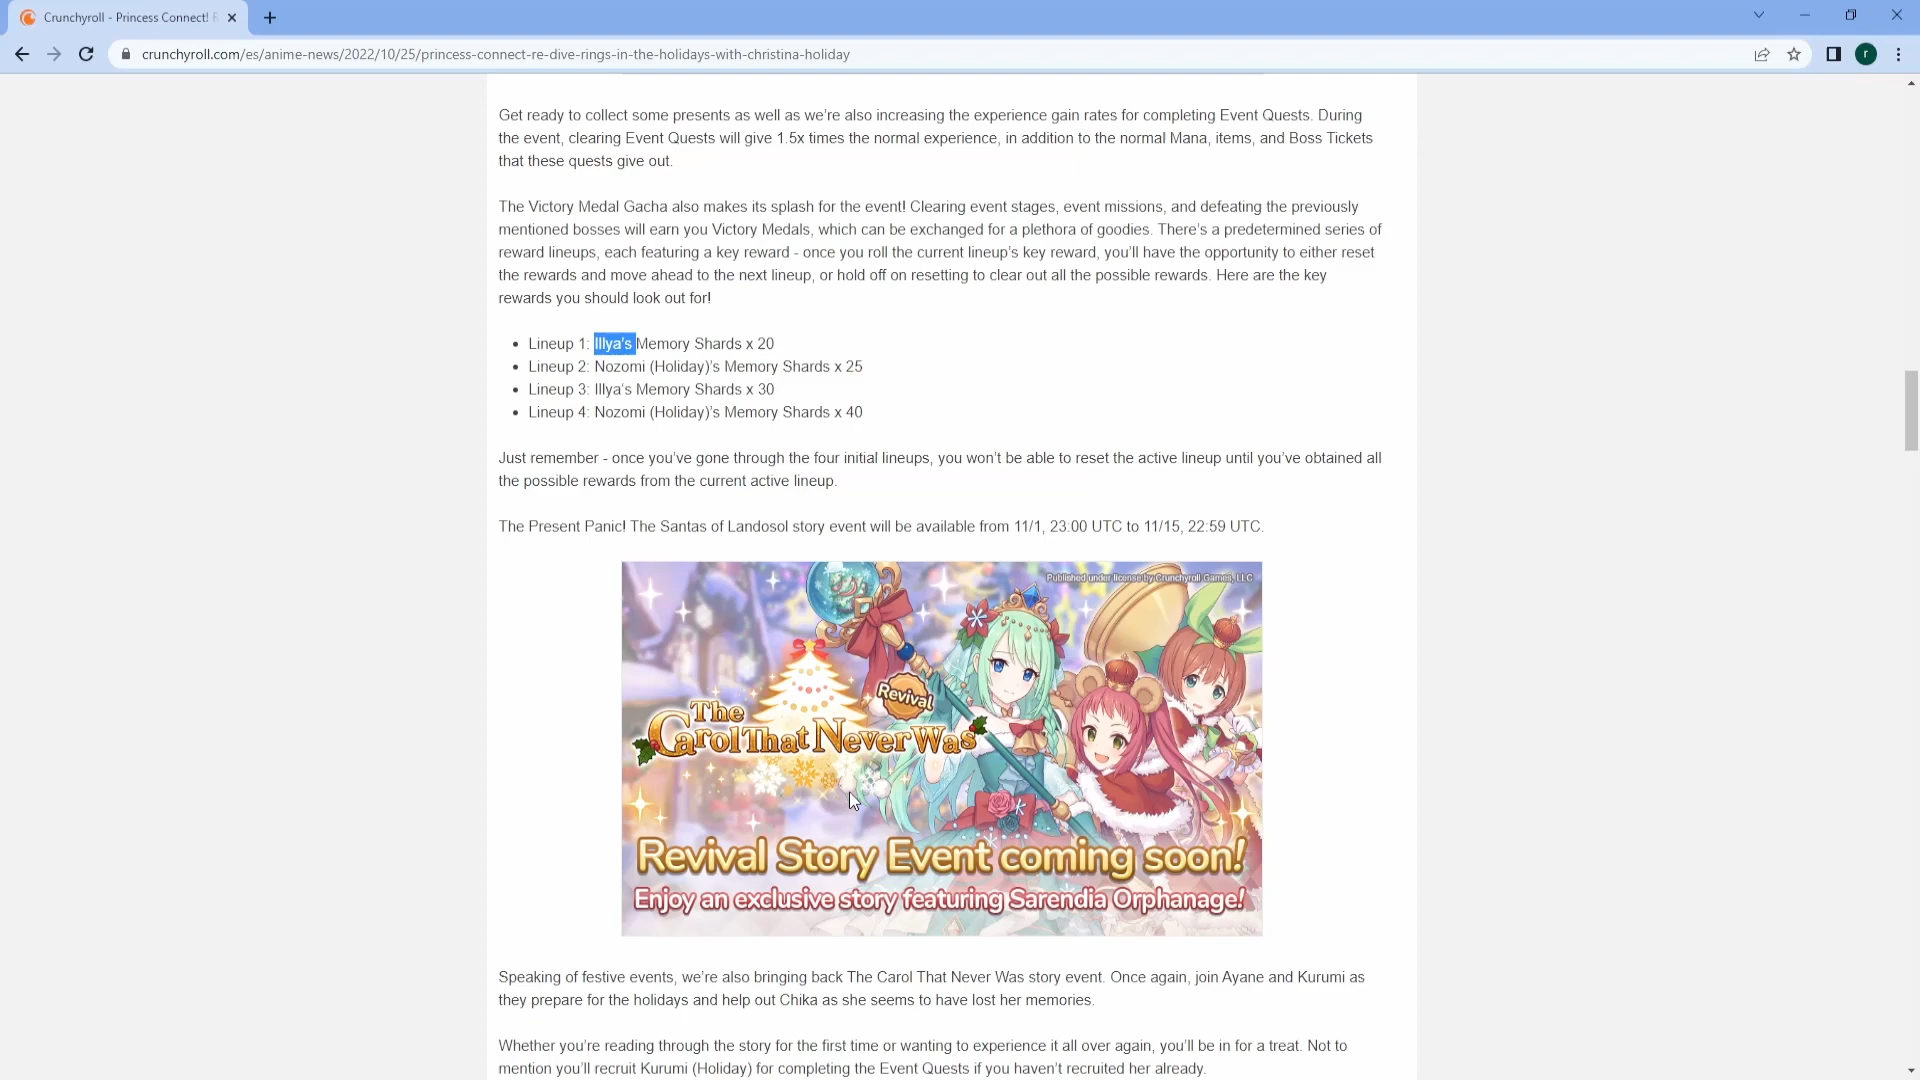 Crunchyroll - Princess Connect! R
crunchyroll.com/es/anime-news/2022/10/25/princess-connect-re-dive-rings-in-the-holidays-with-christina-holiday
r
Get ready to collect some presents as well as we’re also increasing the experience gain rates for completing Event Quests. During
the event, clearing Event Quests will give 1.5x times the normal experience, in addition to the normal Mana, items, and Boss Tickets
that these quests give out.
The Victory Medal Gacha also makes its splash for the event! Clearing event stages, event missions, and defeating the previously
mentioned bosses will earn you Victory Medals, which can be exchanged for a plethora of goodies. There’s a predetermined series of
reward lineups, each featuring a key reward - once you roll the current lineup’s key reward, you’ll have the opportunity to either reset
the rewards and move ahead to the next lineup, or hold off on resetting to clear out all the possible rewards. Here are the key
rewards you should look out for!
• Lineup 1: Illya’s Memory Shards x 20
• Lineup 2: Nozomi (Holiday)’s Memory Shards x 25
• Lineup 3: Illya‘s Memory Shards x 30
• Lineup 4: Nozomi (Holiday)’s Memory Shards x 40
Just remember - once you’ve gone through the four initial lineups, you won’t be able to reset the active lineup until you’ve obtained all
the possible rewards from the current active lineup.
The Present Panic! The Santas of Landosol story event will be available from 11/1, 23:00 UTC to 11/15, 22:59 UTC.
Published under license by Crunchyroll Games, LLC
Revival
The
Carol That Never Was
Revival Story Event coming soon!
Enjoy an exclusive story featuring Sarendia Orphanage!
Speaking of festive events, we’re also bringing back The Carol That Never Was story event. Once again, join Ayane and Kurumi as
they prepare for the holidays and help out Chika as she seems to have lost her memories.
Whether you’re reading through the story for the first time or wanting to experience it all over again, you’ll be in for a treat. Not to
mention you’ll recruit Kurumi (Holiday) for completing the Event Quests if you haven’t recruited her already.